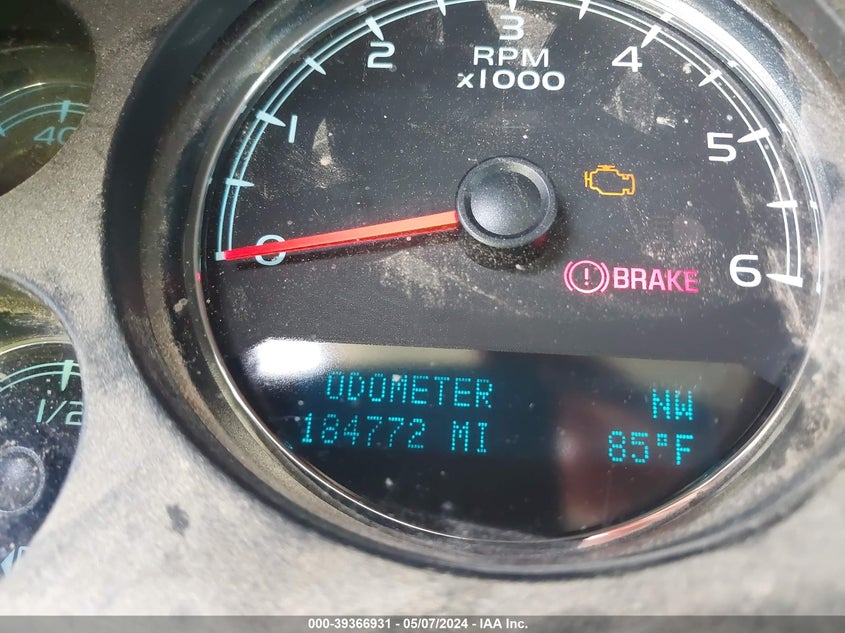 3
2
4
RPM
x1000
40
1
5
0
BRAKE
6
ODOMETER NW
1/2
184772 MI 85°F
000-39366931 - 05/07/2024 - IAA Inc.